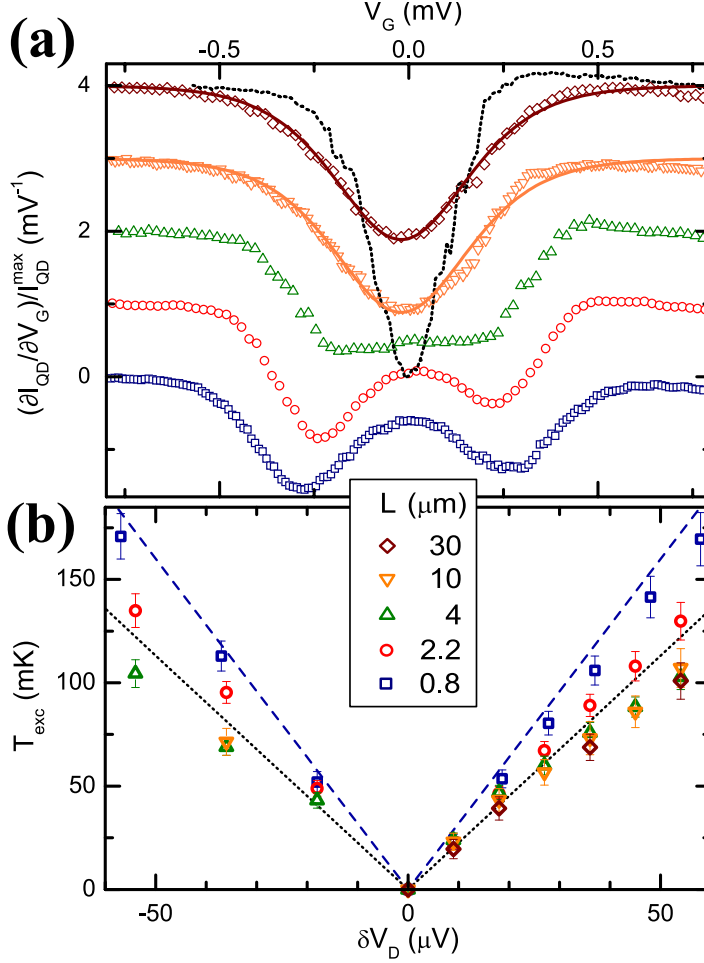 V_G (mV)
(a)
-0.5 0.0 0.5
(∂I_QD/∂V_G)/I_QD^max (mV⁻¹)
4
2
0
(b)
L (μm)
30
10
4
2.2
0.8
T_exc (mK)
150
100
50
0
-50 0 50
δV_D (μV)